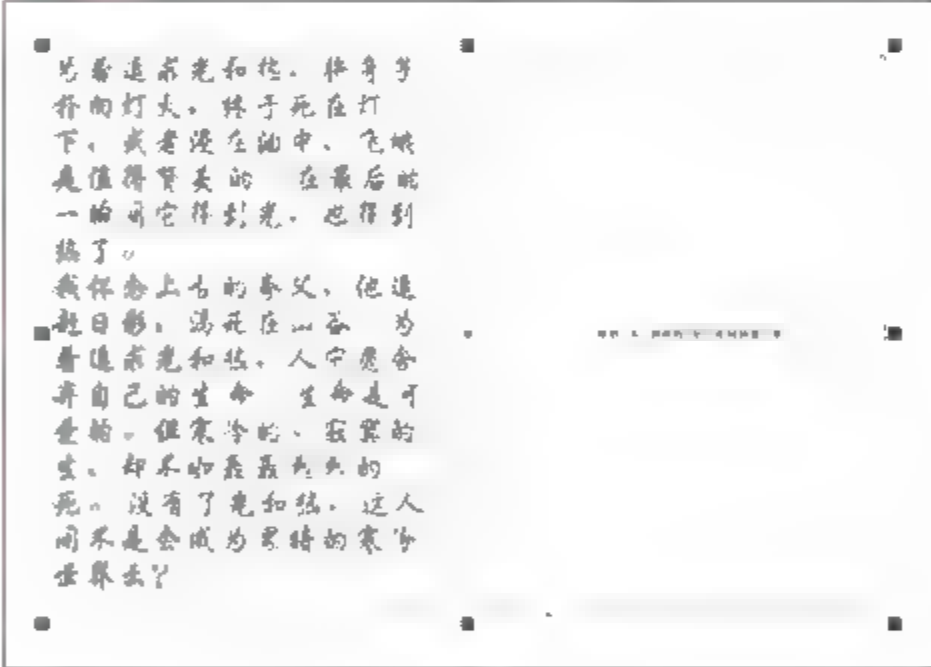 为着追求光和热，将身子
扑向灯火，终于死在灯
下，或者浸在油中，飞蛾
是值得赞美的 在最后的
一瞬间它得到光，也得到
热了。
我怀念上古的夸父，他追
赶日影，渴死在山谷 为
着追求光和热，人宁愿舍
弃自己的生命 生命是可
爱的。但寒冷的、寂寞的
生，却不如轰轰烈烈的
死。没有了光和热，这人
间不是会成为黑暗的寒冷
世界吗？